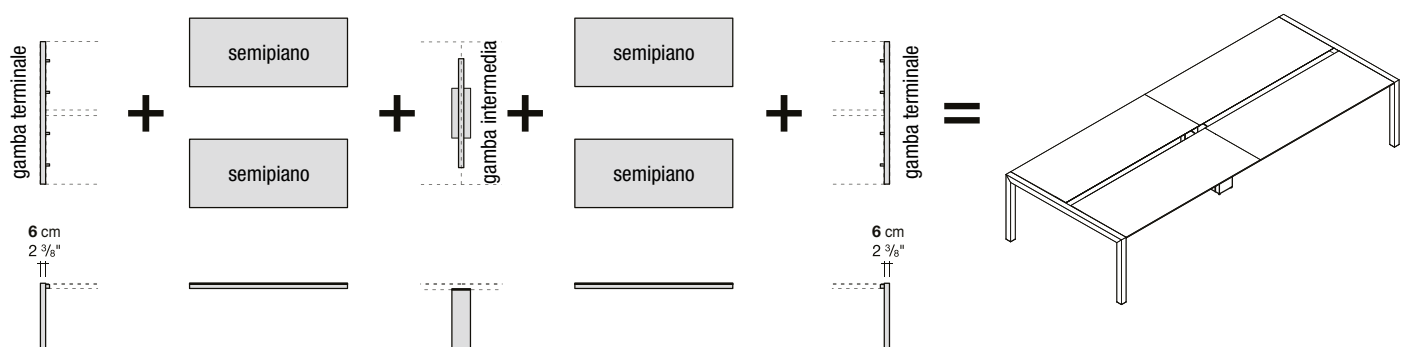 gamba terminale
semipiano
semipiano
gamba intermedia
semipiano
semipiano
gamba terminale
6 cm
2 3/8"
6 cm
2 3/8"